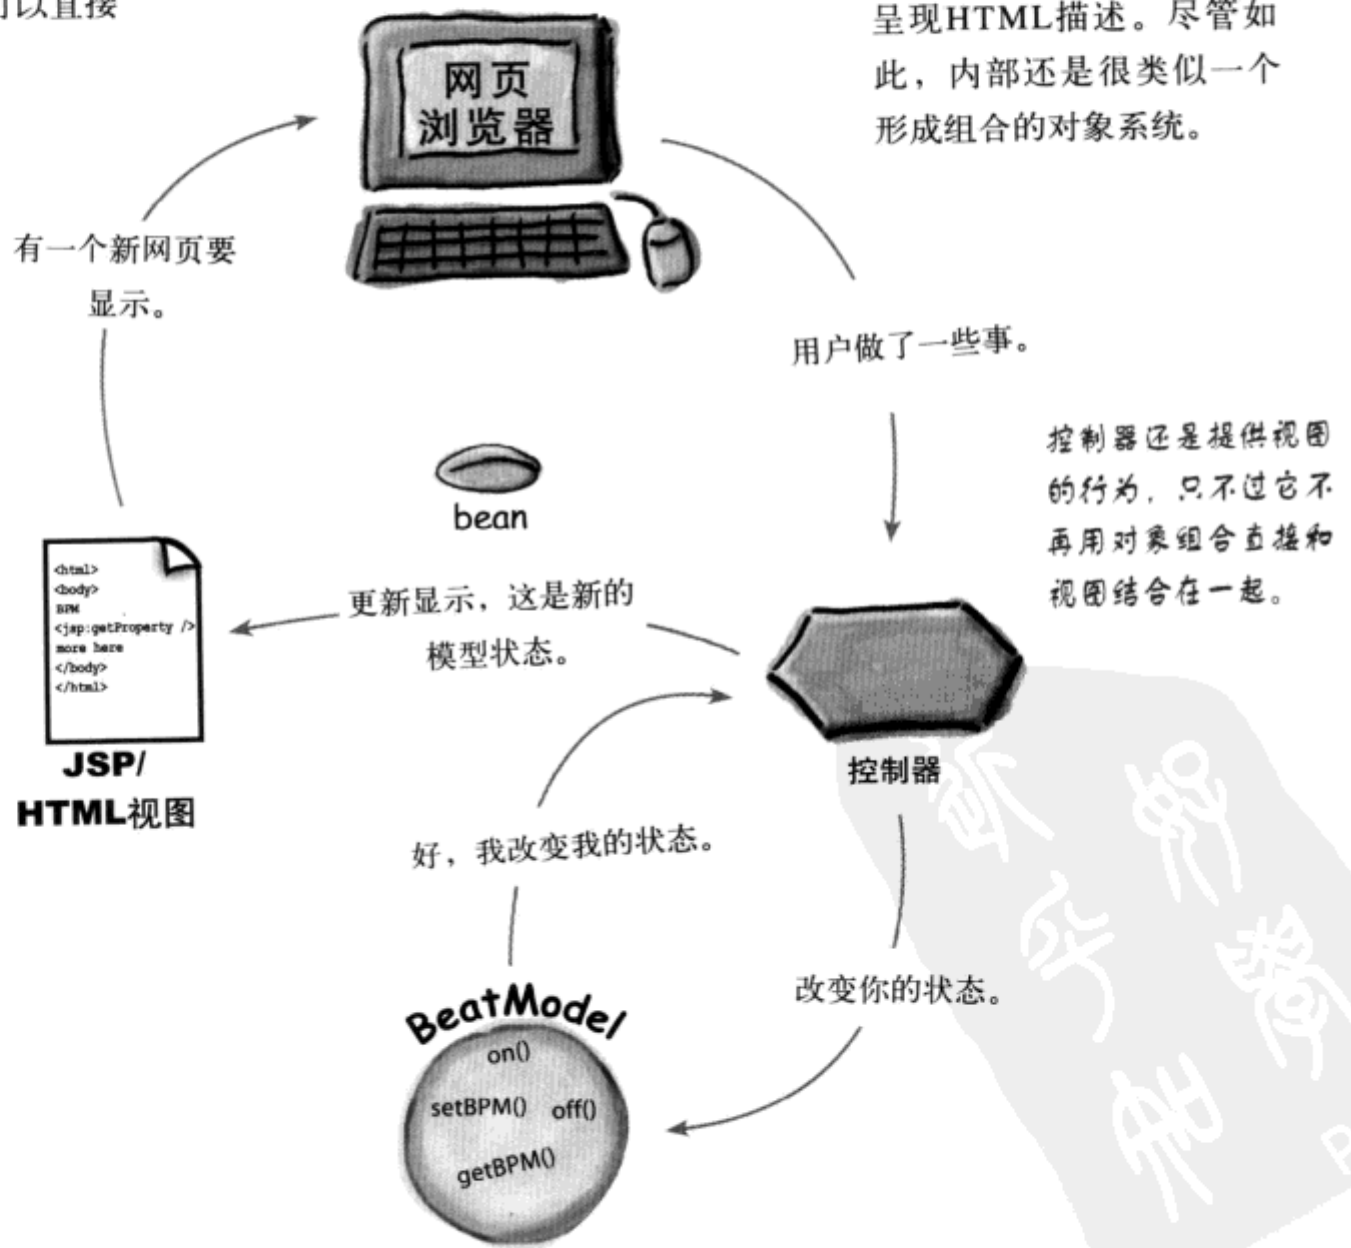 可以直接
呈现HTML描述。尽管如
此，内部还是很类似一个
形成组合的对象系统。
网页
浏览器
有一个新网页要
显示。
用户做了一些事。
控制器还是提供视图
的行为，只不过它不
再用对象组合直接和
视图结合在一起。
bean
<html>
<body>
BPM
<jsp:getProperty />
more here
</body>
</html>
JSP/
HTML视图
更新显示，这是新的
模型状态。
控制器
好，我改变我的状态。
改变你的状态。
BeatModel
on()
setBPM() off()
getBPM()